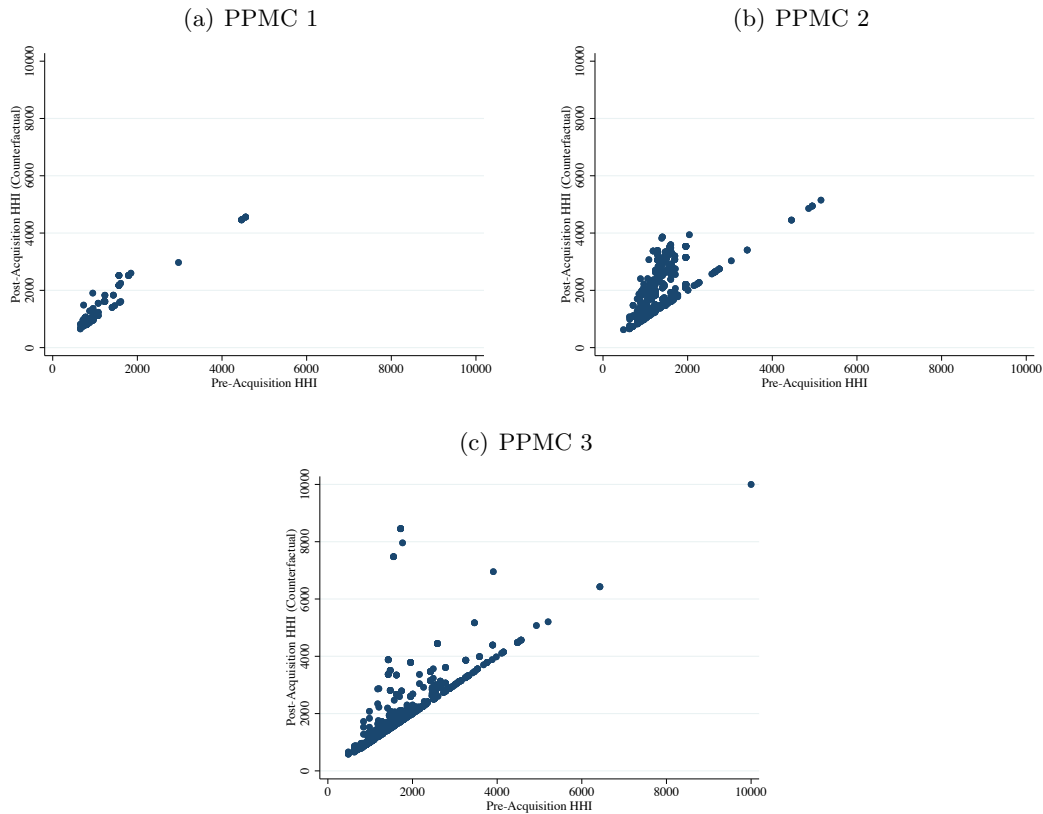 (a) PPMC 1
Post-Acquisition HHI (Counterfactual)
10000
8000
6000
4000
2000
0
0 2000 4000 6000 8000 10000
Pre-Acquisition HHI
(b) PPMC 2
Post-Acquisition HHI (Counterfactual)
10000
8000
6000
4000
2000
0
0 2000 4000 6000 8000 10000
Pre-Acquisition HHI
(c) PPMC 3
Post-Acquisition HHI (Counterfactual)
10000
8000
6000
4000
2000
0
0 2000 4000 6000 8000 10000
Pre-Acquisition HHI